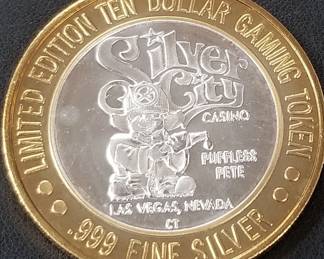 LIMITED EDITION TEN DOLLAR GAMING TOKEN
Silver
City
CASINO
PUFFLESS
PETE
LAS VEGAS, NEVADA
CT
.999 FINE SILVER